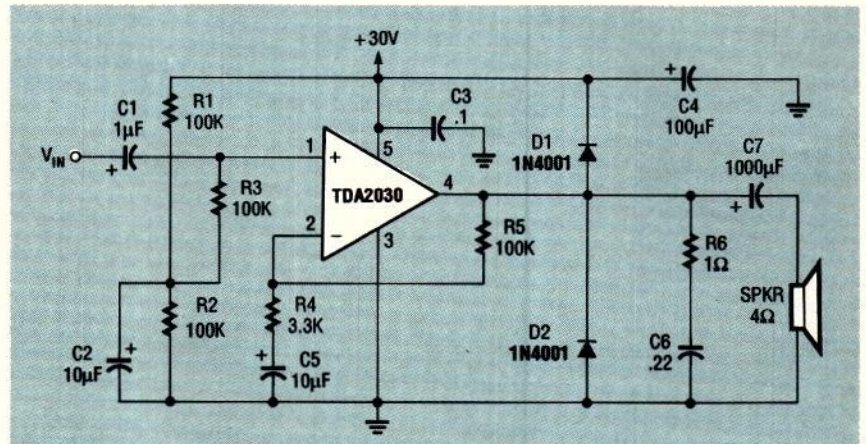 +30V
C1
1µF
R1
100K
C3
.1
C4
100µF
D1
1N4001
C7
1000µF
VIN
+
1
+
5
TDA2030
4
+
R3
100K
2
–
3
R5
100K
+
R6
1Ω
SPKR
4Ω
R2
100K
R4
3.3K
D2
1N4001
C6
.22
C2
10µF
+
+
C5
10µF